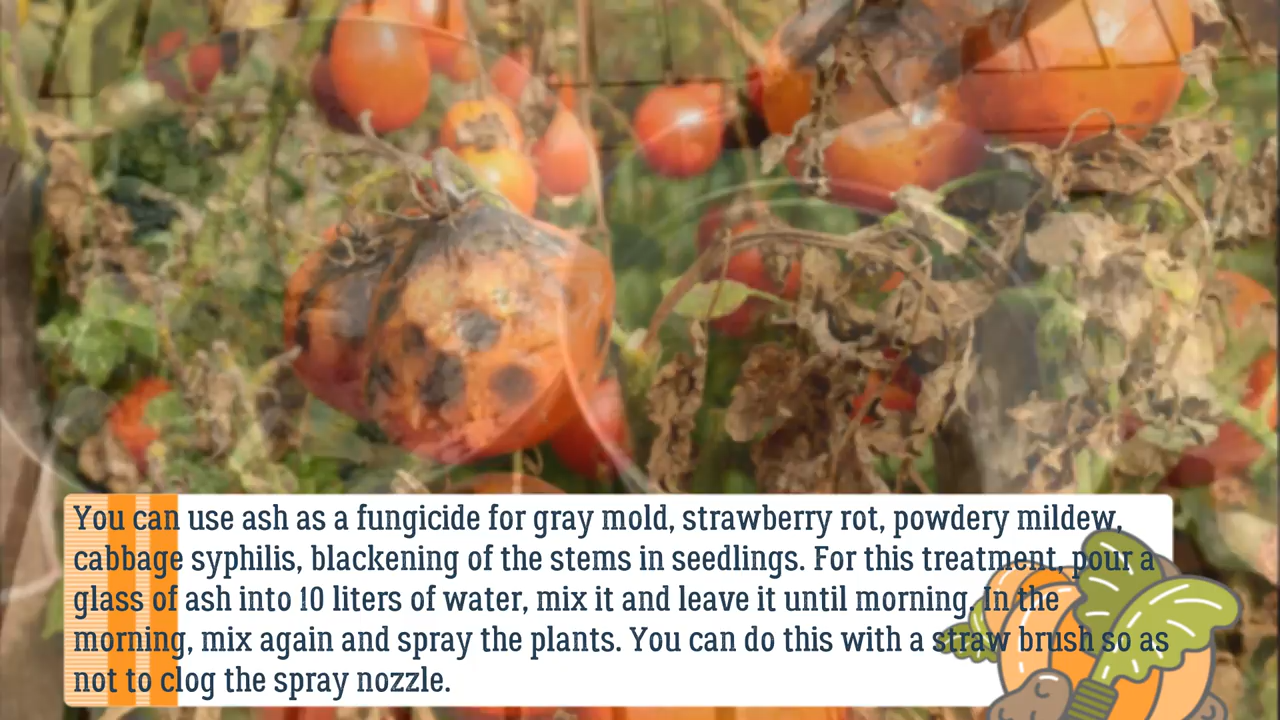 You can use ash as a fungicide for gray mold, strawberry rot, powdery mildew,
cabbage syphilis, blackening of the stems in seedlings. For this treatment, pour a
glass of ash into 10 liters of water, mix it and leave it until morning. In the
morning, mix again and spray the plants. You can do this with a straw brush so as
not to clog the spray nozzle.